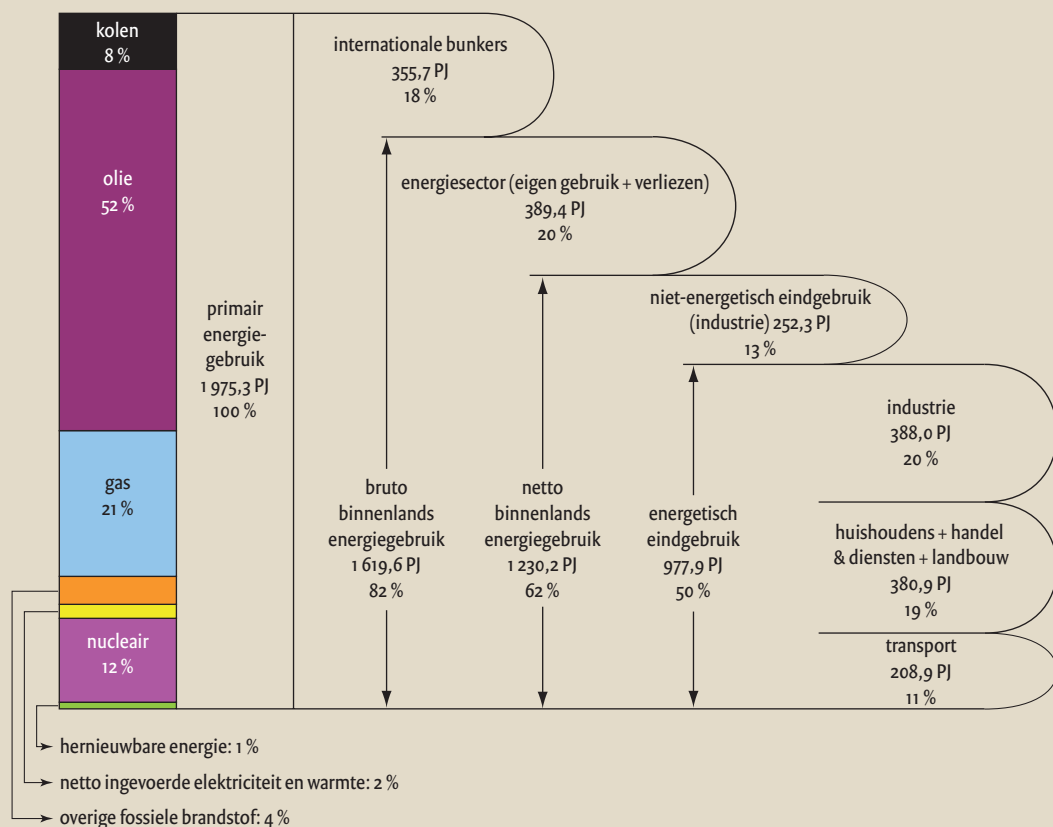 kolen
8 %
olie
52 %
gas
21 %
nucleair
12 %
primair
energie-
gebruik
1 975,3 PJ
100 %
internationale bunkers
355,7 PJ
18 %
energiesector (eigen gebruik + verliezen)
389,4 PJ
20 %
niet-energetisch eindgebruik
(industrie) 252,3 PJ
13 %
bruto
binnenlands
energiegebruik
1 619,6 PJ
82 %
netto
binnenlands
energiegebruik
1 230,2 PJ
62 %
energetisch
eindgebruik
977,9 PJ
50 %
industrie
388,0 PJ
20 %
huishoudens + handel
& diensten + landbouw
380,9 PJ
19 %
transport
208,9 PJ
11 %
hernieuwbare energie: 1 %
netto ingevoerde elektriciteit en warmte: 2 %
overige fossiele brandstof: 4 %